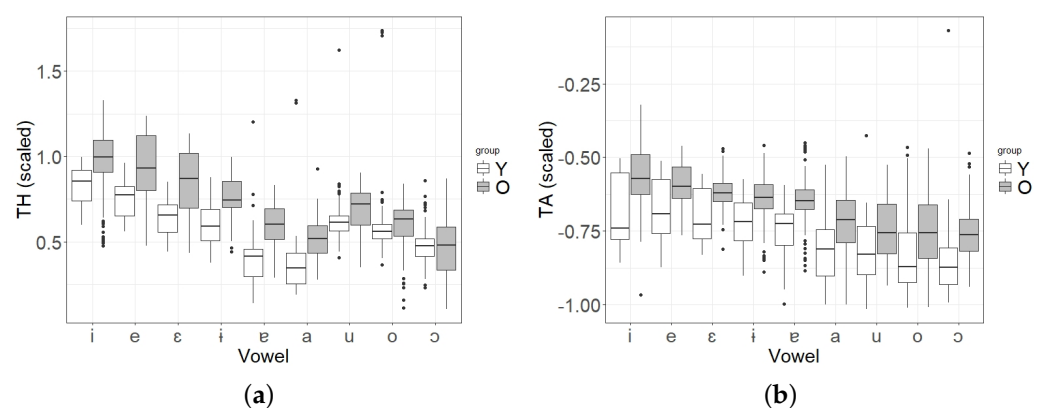 1.5
1.0
0.5
TH (scaled)
i e ɛ ɨ ɐ a u o ɔ
Vowel
group
Y
O
(a)
-0.25
-0.50
-0.75
-1.00
TA (scaled)
i e ɛ ɨ ɐ a u o ɔ
Vowel
group
Y
O
(b)